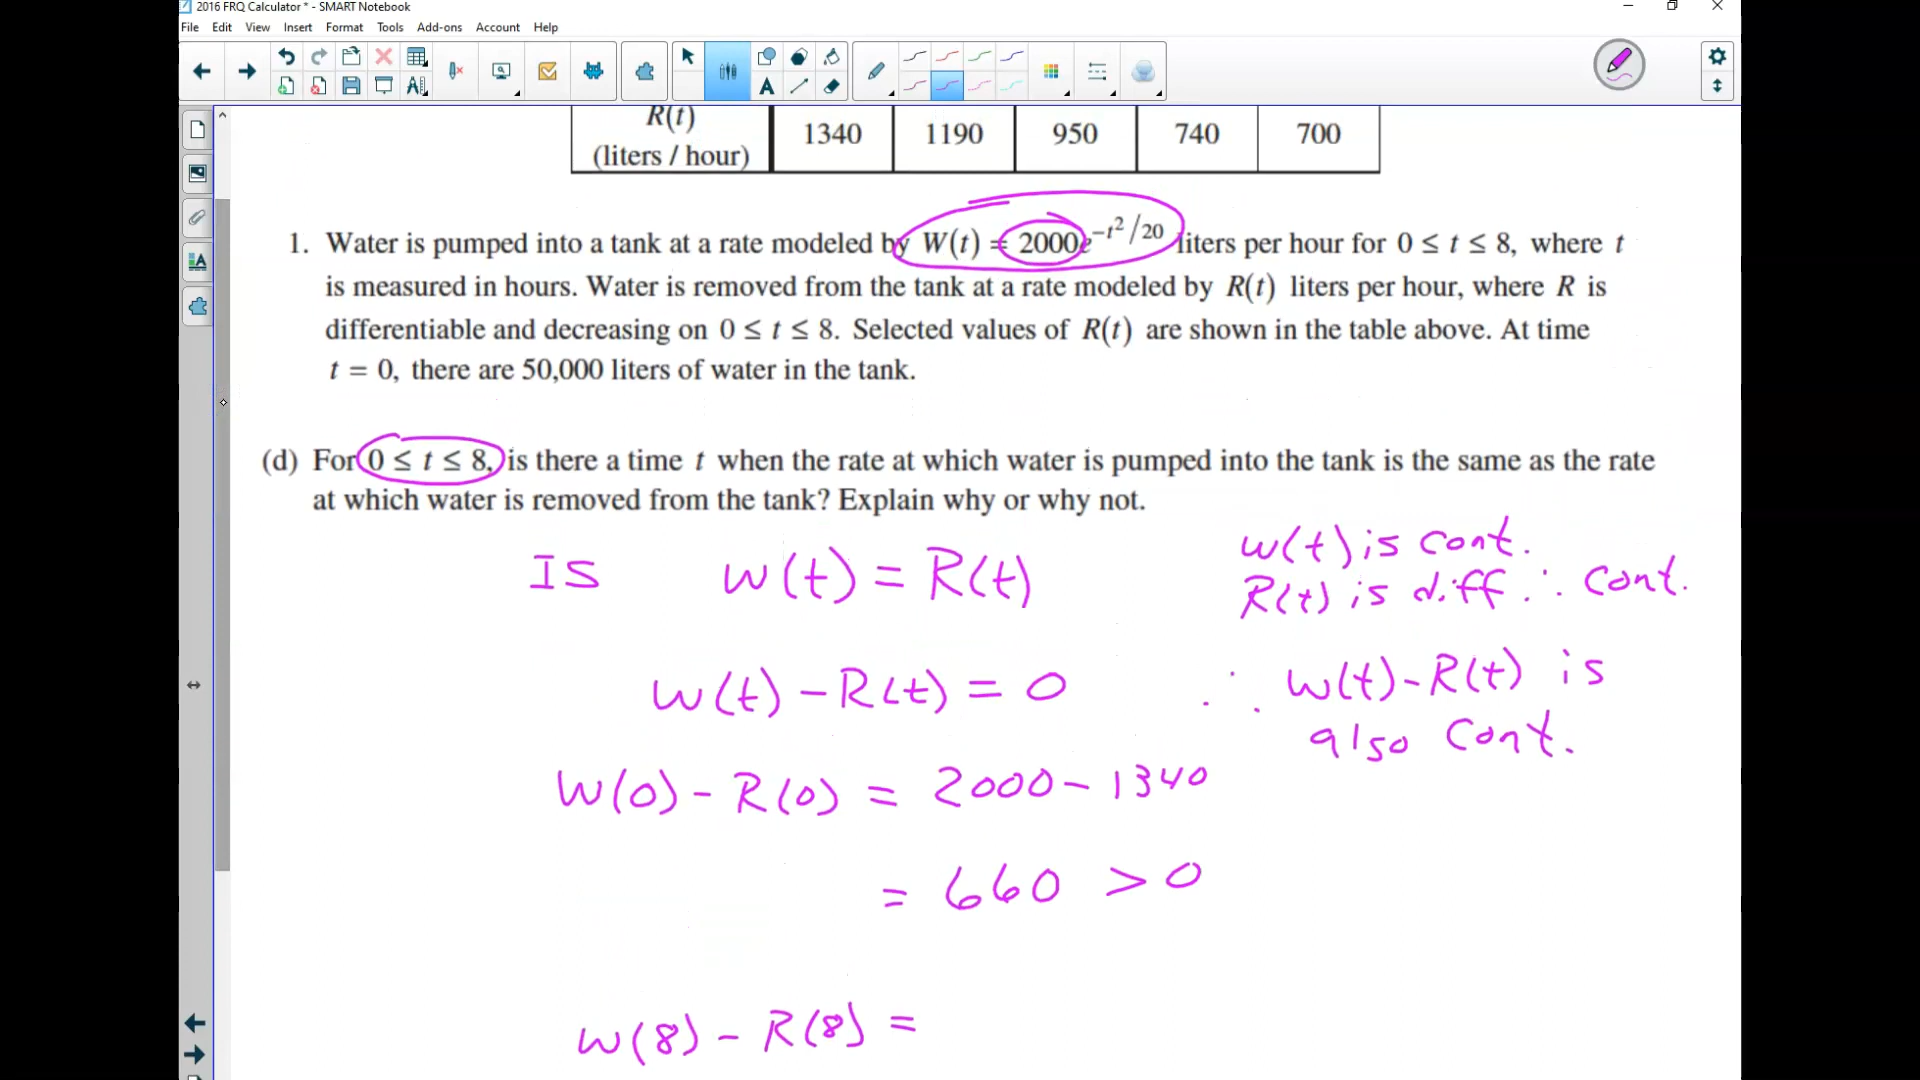 2016 FRQ Calculator * - SMART Notebook
File Edit View Insert Format Tools Add-ons Account Help
R(t)
(liters / hour) 1340 1190 950 740 700
1. Water is pumped into a tank at a rate modeled by W(t) = 2000e^{-t²/20} liters per hour for 0 ≤ t ≤ 8, where t
is measured in hours. Water is removed from the tank at a rate modeled by R(t) liters per hour, where R is
differentiable and decreasing on 0 ≤ t ≤ 8. Selected values of R(t) are shown in the table above. At time
t = 0, there are 50,000 liters of water in the tank.
(d) For 0 ≤ t ≤ 8, is there a time t when the rate at which water is pumped into the tank is the same as the rate
at which water is removed from the tank? Explain why or why not.
Is W(t) = R(t)
W(t) is cont.
R(t) is diff ∴ cont.
W(t) - R(t) = 0
∴ W(t) - R(t) is
also cont.
W(0) - R(0) = 2000 - 1340
= 660 > 0
W(8) - R(8) =